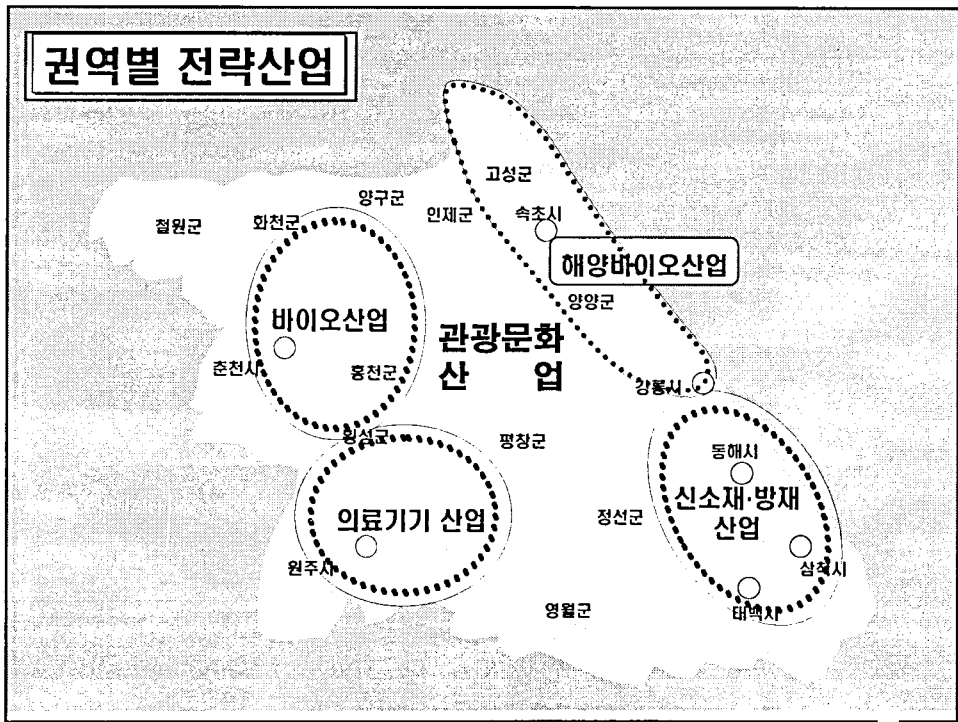 권역별 전략산업
고성군
양구군
인제군
속초시
철원군
화천군
해양바이오산업
양양군
바이오산업
관광문화
산 업
춘천시
홍천군
강릉시
횡성군
평창군
동해시
신소재·방재
산업
의료기기 산업
정선군
원주시
삼척시
영월군
태백시